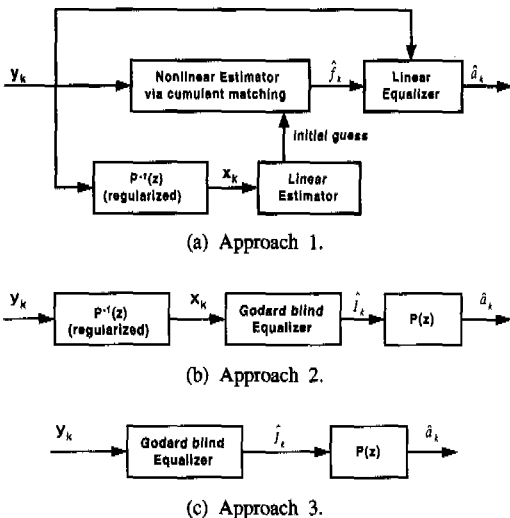 y_k
Nonlinear Estimator
via cumulant matching
f̂_k
Linear
Equalizer
â_k
initial guess
P⁻¹(z)
(regularized)
x_k
Linear
Estimator
(a) Approach 1.
y_k
P⁻¹(z)
(regularized)
x_k
Godard blind
Equalizer
Î_k
P(z)
â_k
(b) Approach 2.
y_k
Godard blind
Equalizer
Î_k
P(z)
â_k
(c) Approach 3.